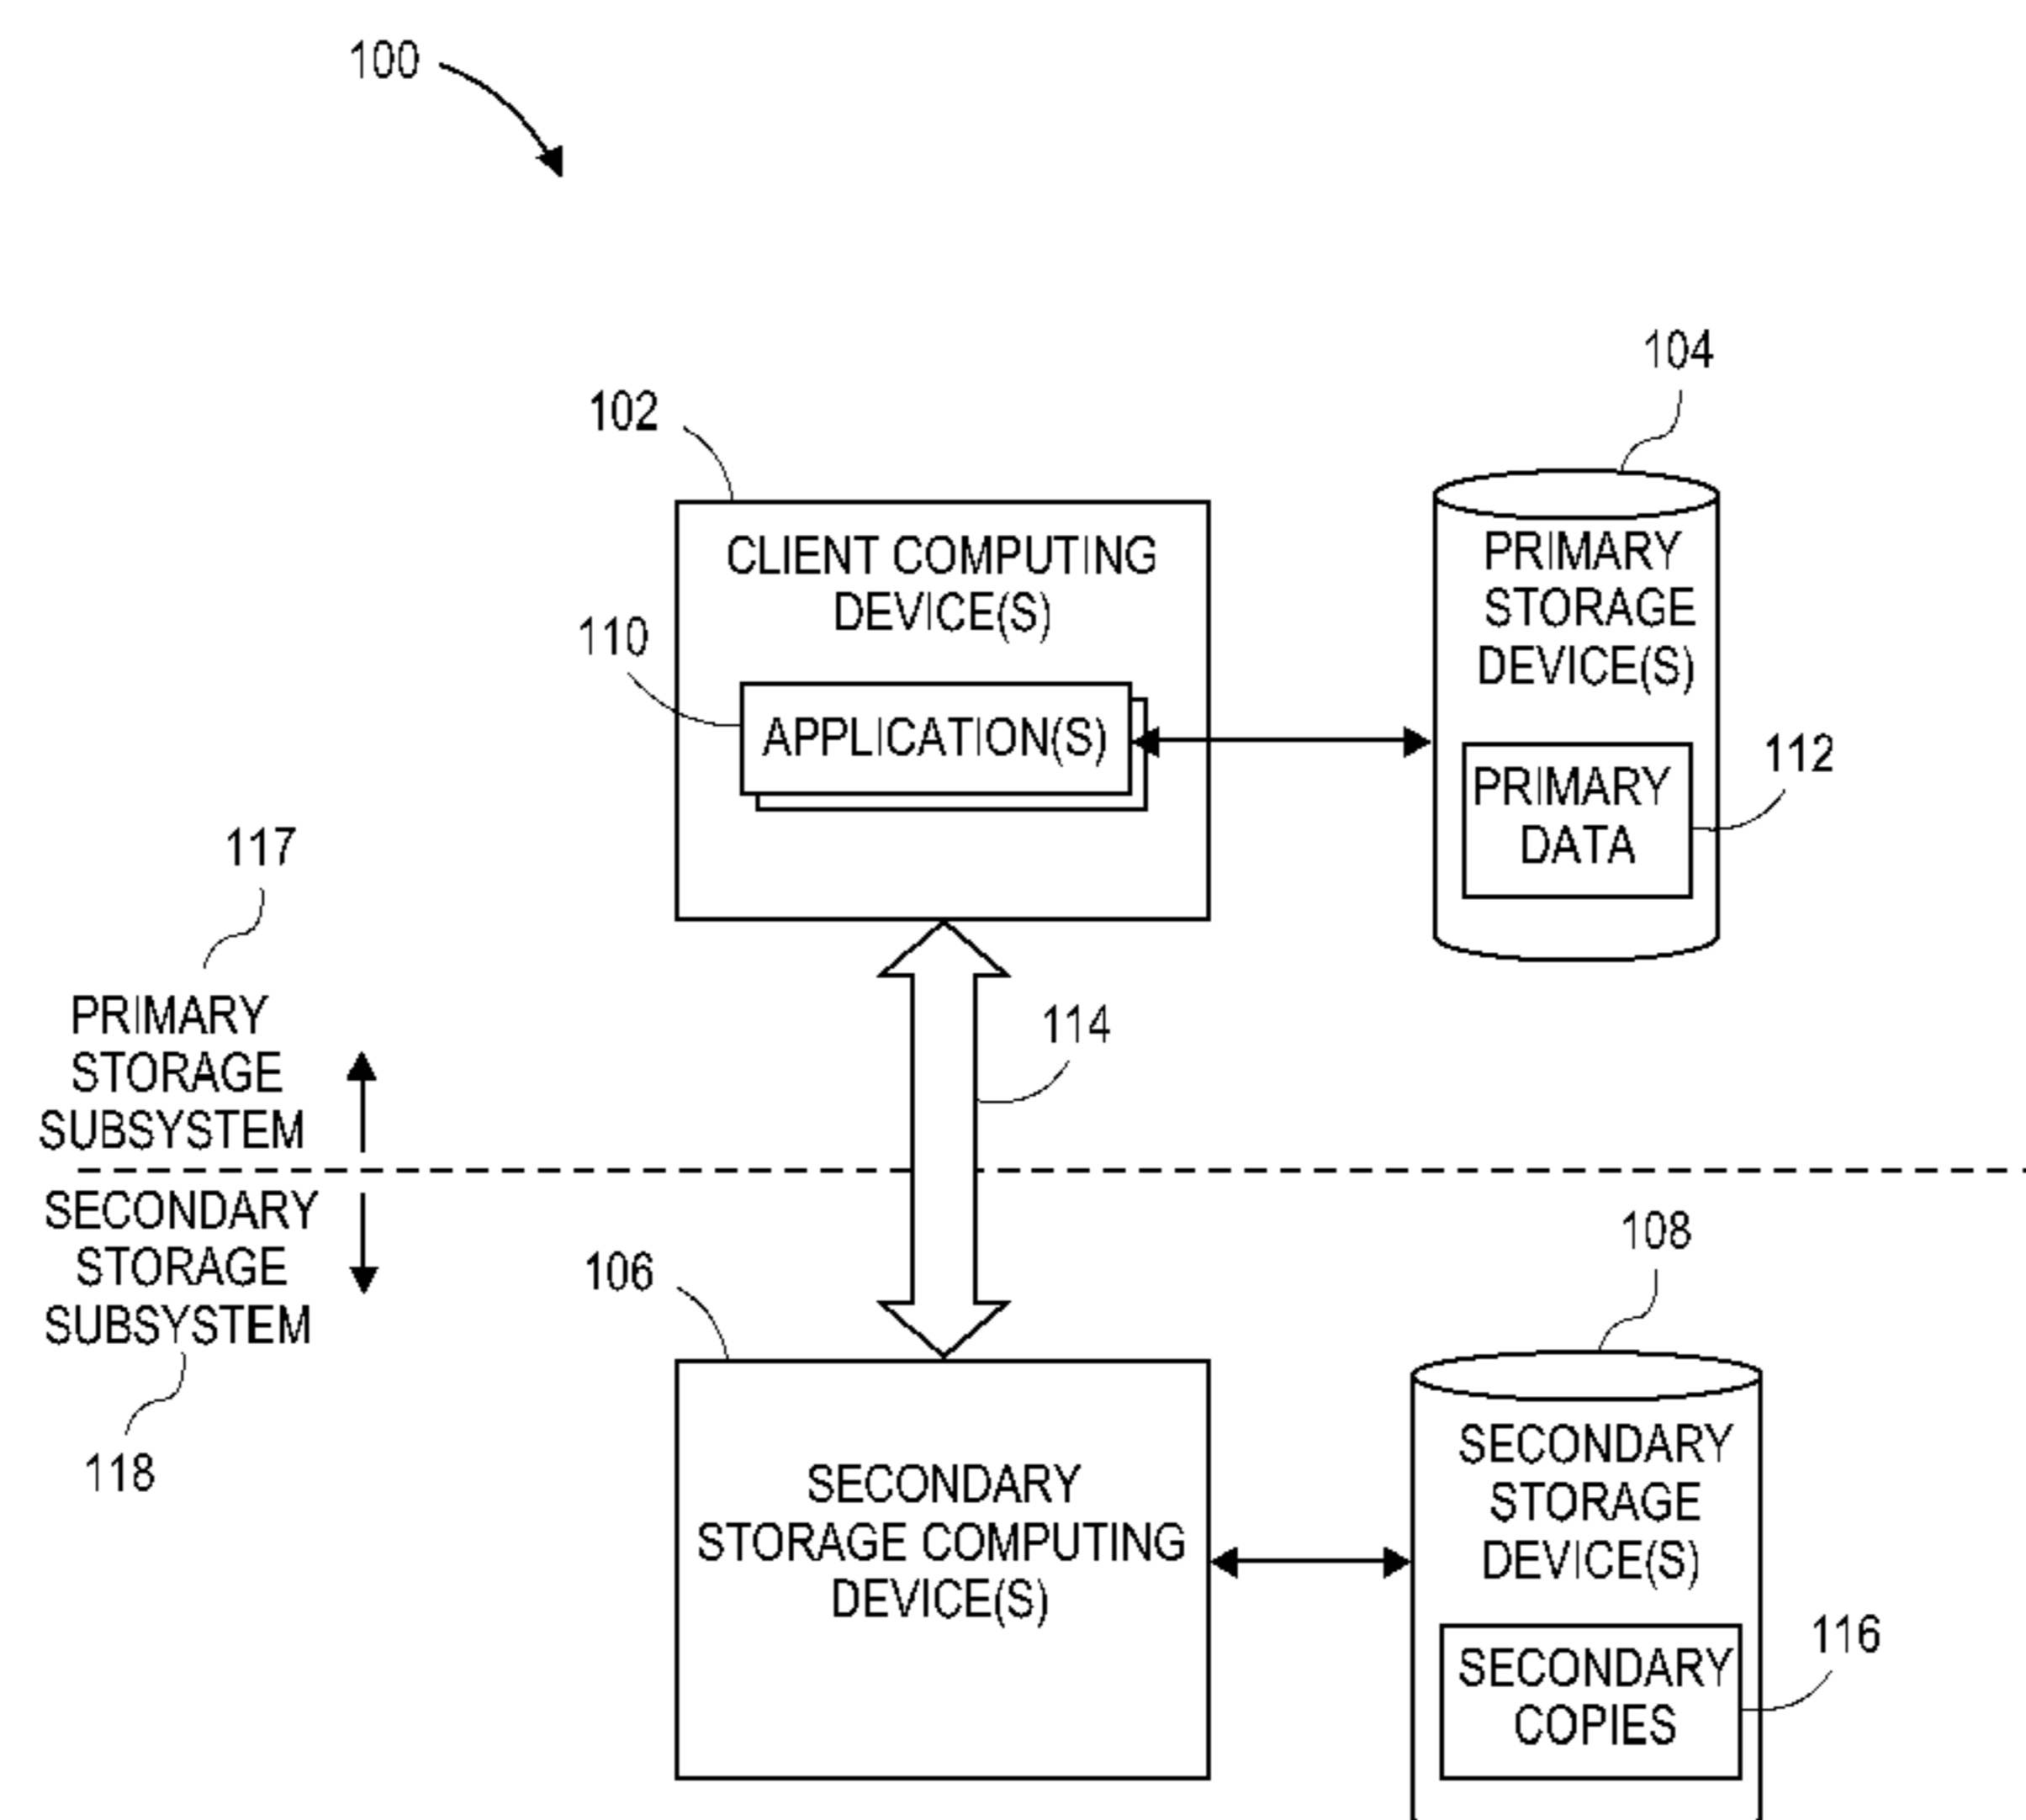 100
104
102
CLIENT COMPUTING
DEVICE(S)
PRIMARY
STORAGE
DEVICE(S)
110
APPLICATION(S)
112
PRIMARY
DATA
117
PRIMARY
STORAGE
SUBSYSTEM
114
SECONDARY
STORAGE
SUBSYSTEM
118
106
108
SECONDARY
STORAGE COMPUTING
DEVICE(S)
SECONDARY
STORAGE
DEVICE(S)
116
SECONDARY
COPIES